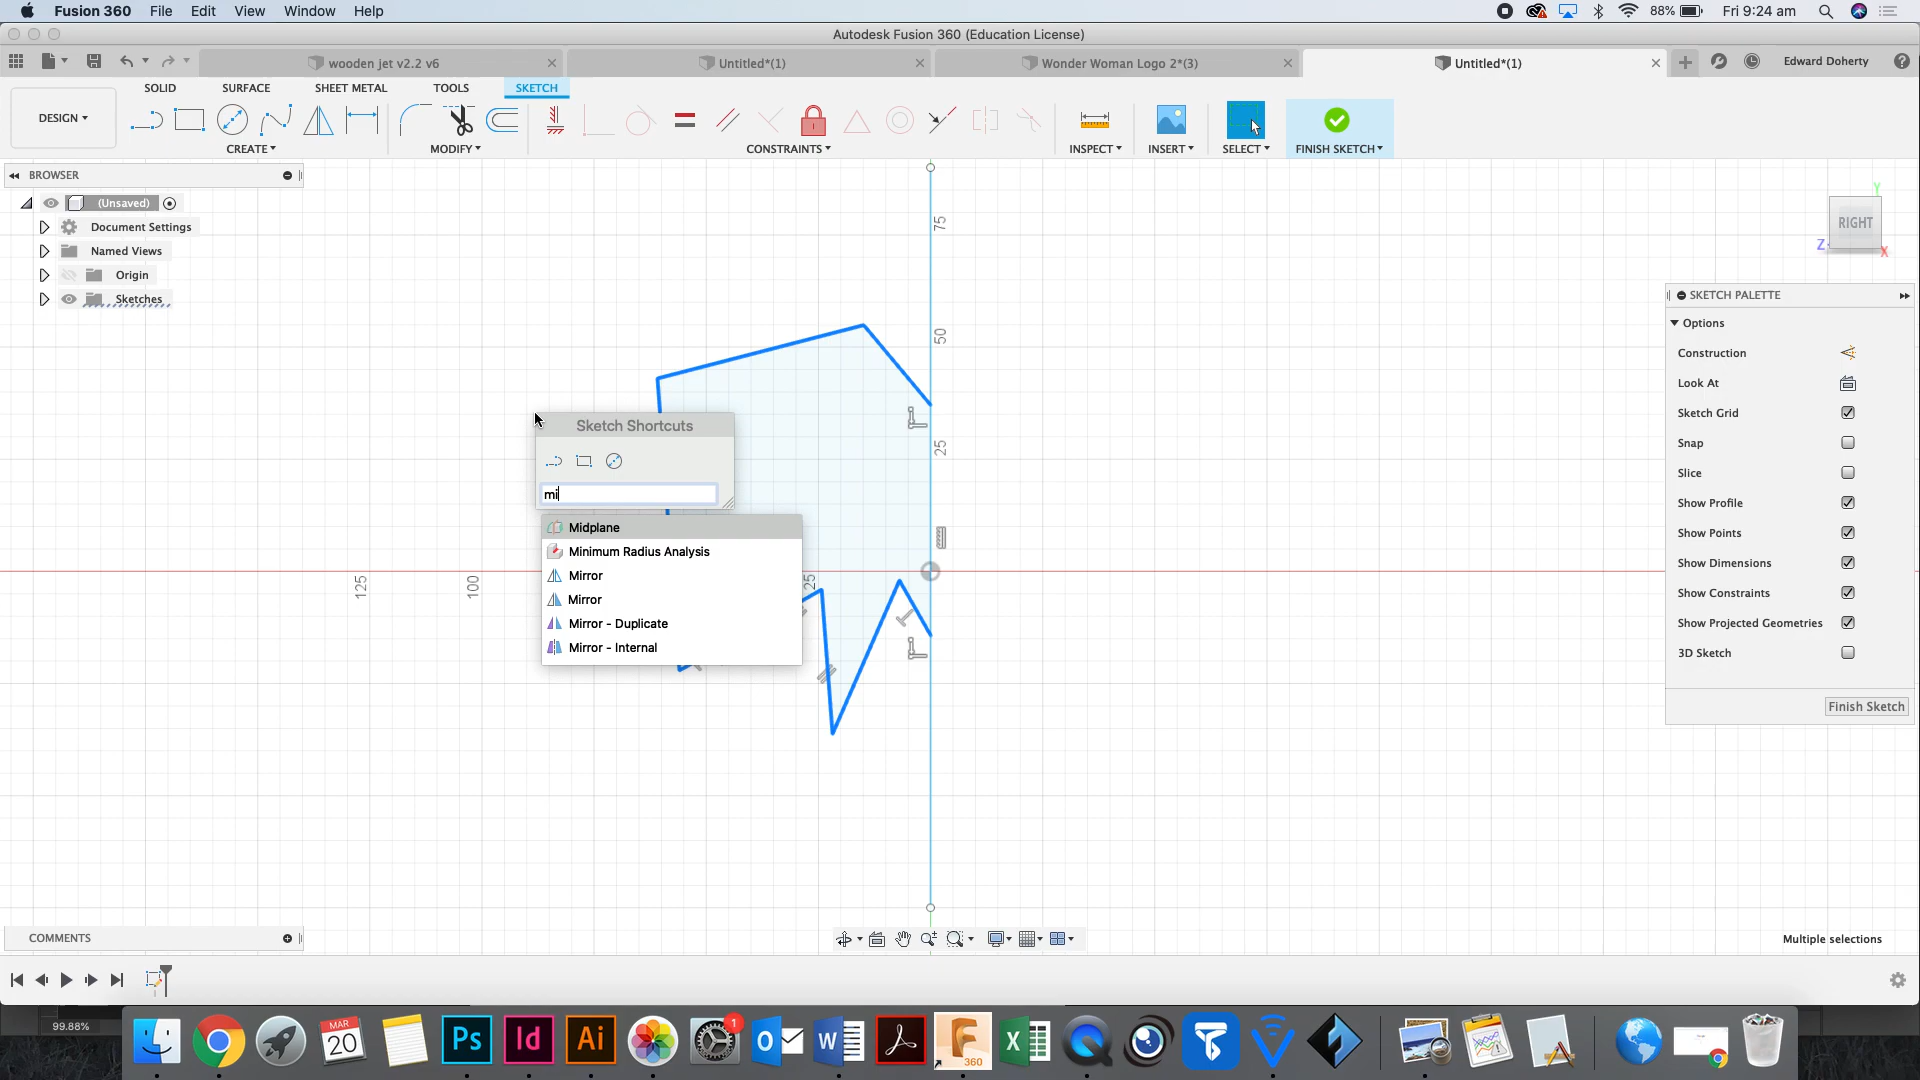 Fusion 360 File Edit View Window Help 88% Fri 9:24 am
Autodesk Fusion 360 (Education License)
wooden jet v2.2 v6 Untitled*(1) Wonder Woman Logo 2*(3) Untitled*(1) Edward Doherty
SOLID SURFACE SHEET METAL TOOLS SKETCH
DESIGN
CREATE MODIFY CONSTRAINTS INSPECT INSERT SELECT FINISH SKETCH
BROWSER
(Unsaved)
Document Settings
Named Views
Origin
Sketches
75
50
25
125
100
25
Sketch Shortcuts
mi
Midplane
Minimum Radius Analysis
Mirror
Mirror
Mirror - Duplicate
Mirror - Internal
Y
RIGHT
Z
X
SKETCH PALETTE
Options
Construction
Look At
Sketch Grid
Snap
Slice
Show Profile
Show Points
Show Dimensions
Show Constraints
Show Projected Geometries
3D Sketch
Finish Sketch
COMMENTS
Multiple selections
99.88%
MAR
20
Ps
Id
Ai
1
360